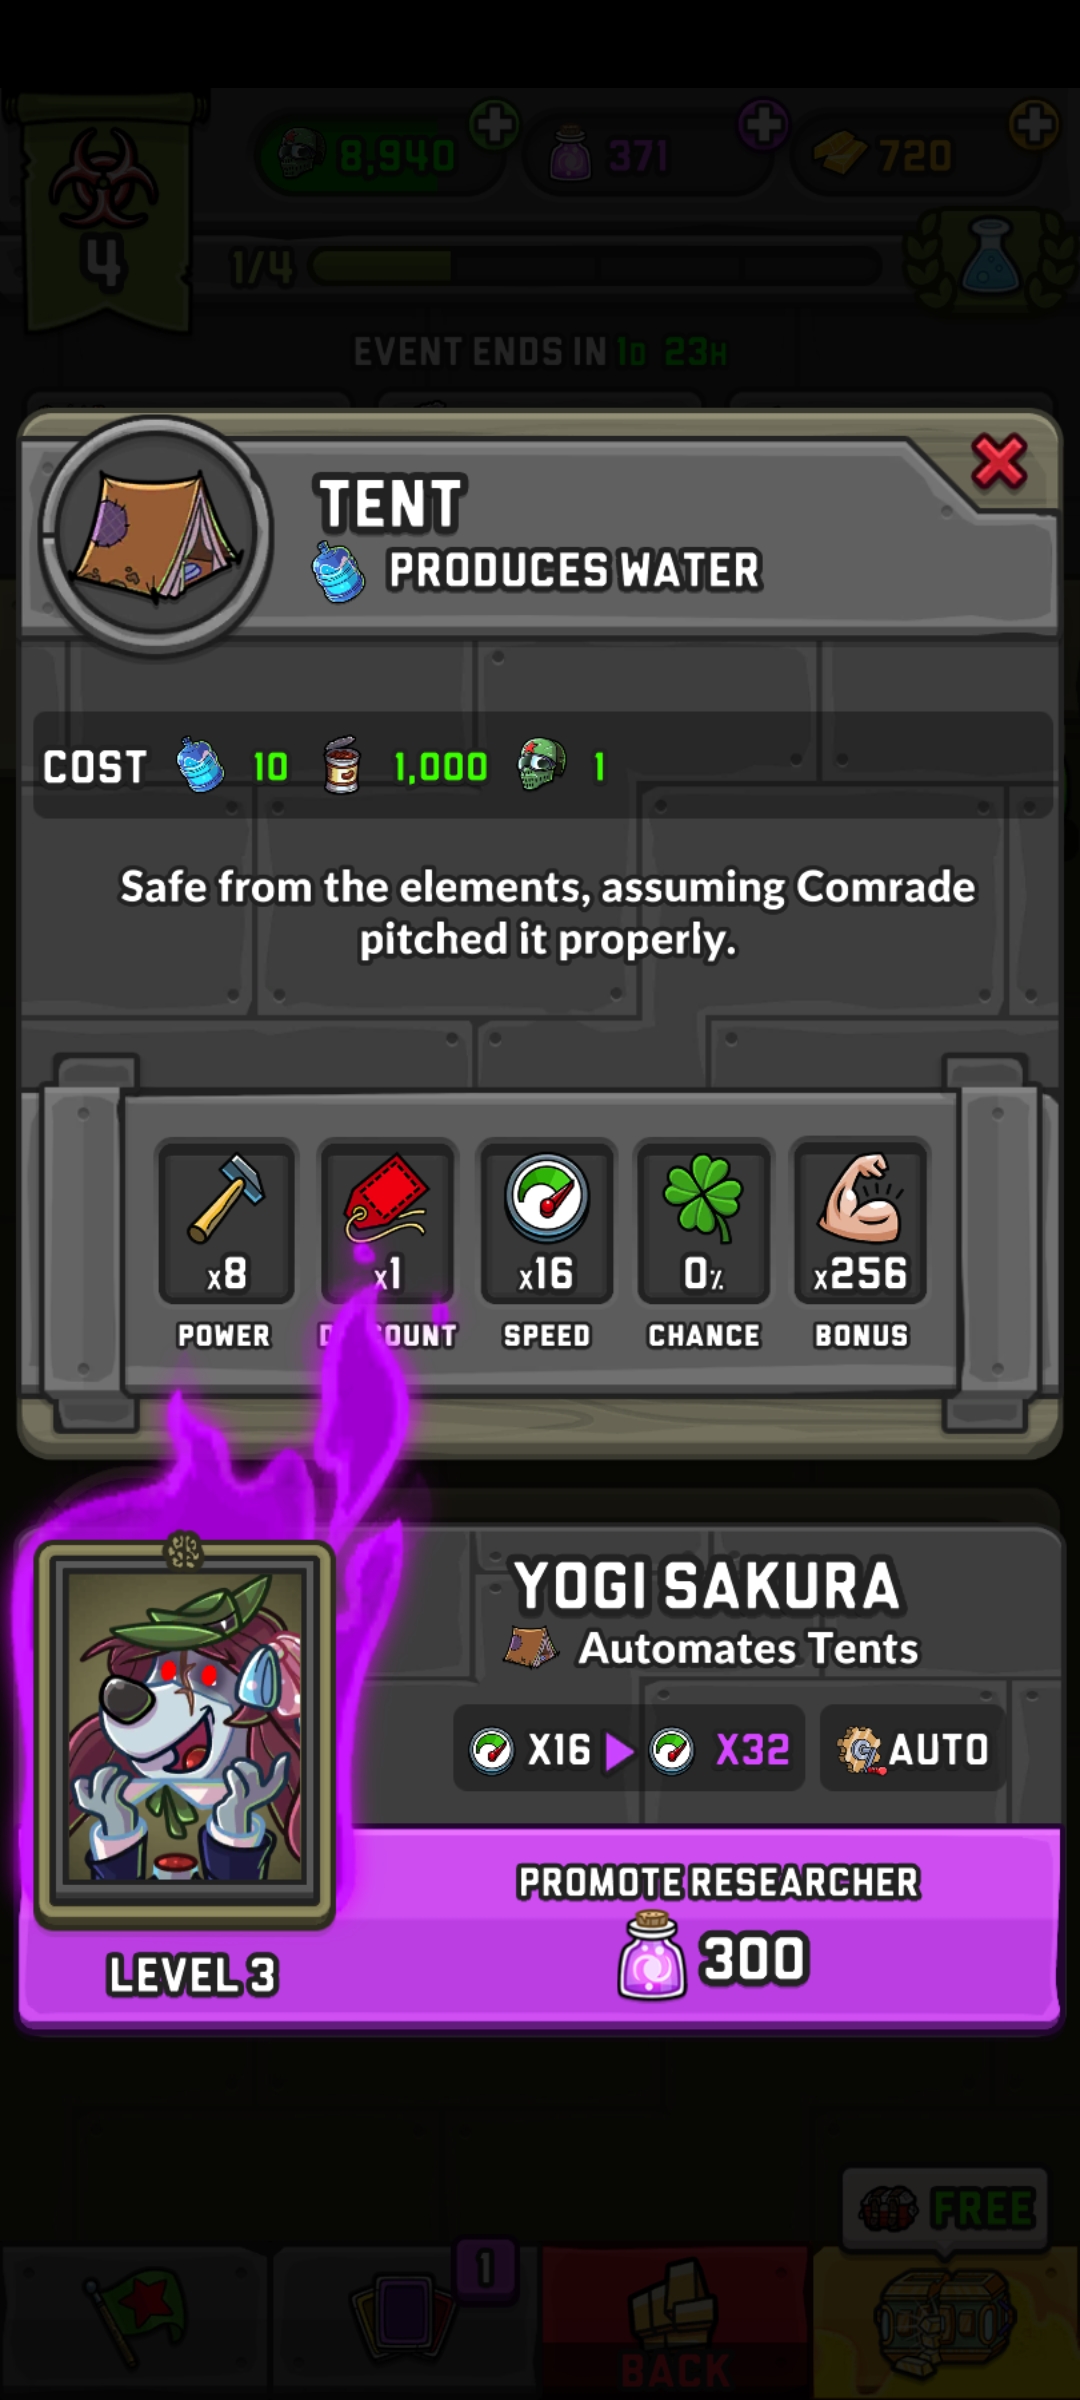 8,940
371
720
4
1/4
EVENT ENDS IN 1D 23H
TENT
PRODUCES WATER
COST 10 1,000 1
Safe from the elements, assuming Comrade
pitched it properly.
x8 x1 x16 0% x256
POWER DISCOUNT SPEED CHANCE BONUS
YOGI SAKURA
Automates Tents
X16 X32 AUTO
PROMOTE RESEARCHER
300
LEVEL 3
FREE
1
BACK